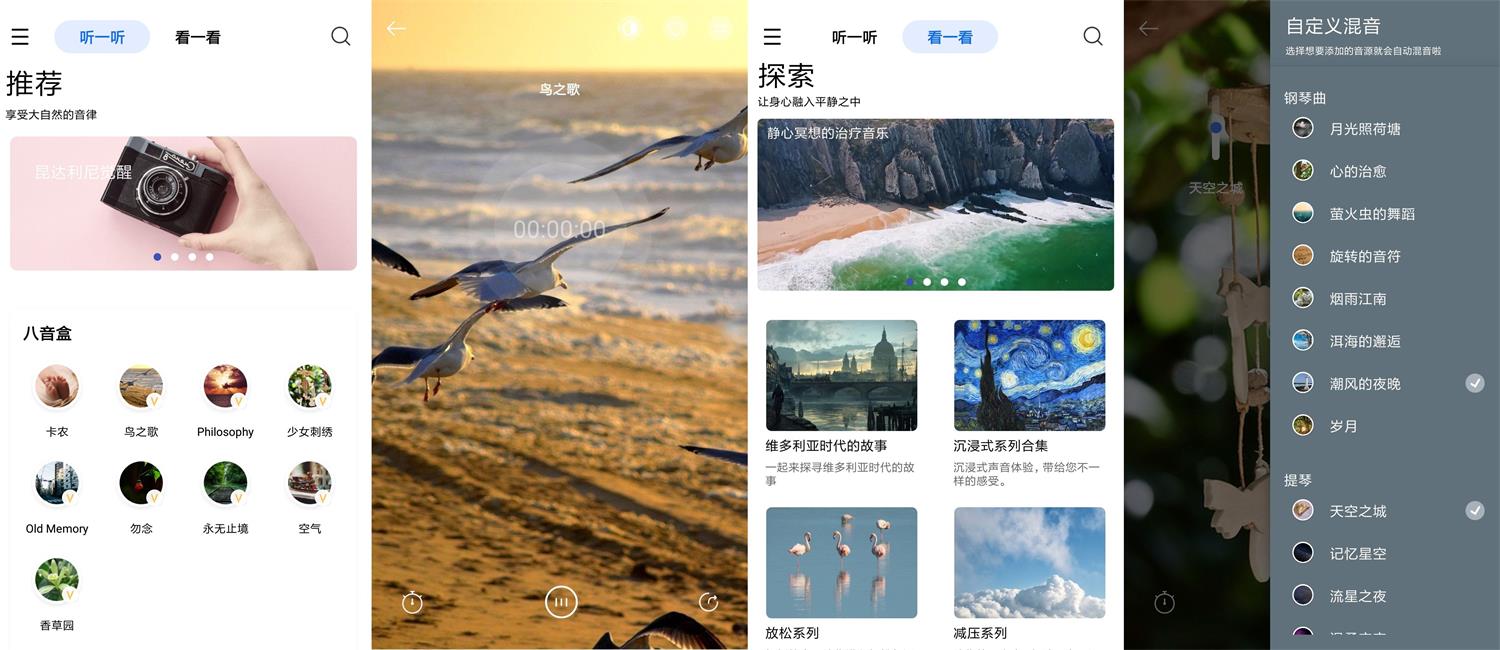 听一听
看一看
推荐
享受大自然的音律
昆达利尼觉醒
八音盒
卡农
鸟之歌
Philosophy
少女刺绣
Old Memory
勿念
永无止境
空气
香草园
鸟之歌
00:00:00
听一听
看一看
探索
让身心融入平静之中
静心冥想的治疗音乐
维多利亚时代的故事
一起来探寻维多利亚时代的故
事
沉浸式系列合集
沉浸式声音体验，带给您不一
样的感受。
放松系列
减压系列
天空之城
自定义混音
选择想要添加的音源就会自动混音啦
钢琴曲
月光照荷塘
心的治愈
萤火虫的舞蹈
旋转的音符
烟雨江南
洱海的邂逅
潮风的夜晚
岁月
提琴
天空之城
记忆星空
流星之夜